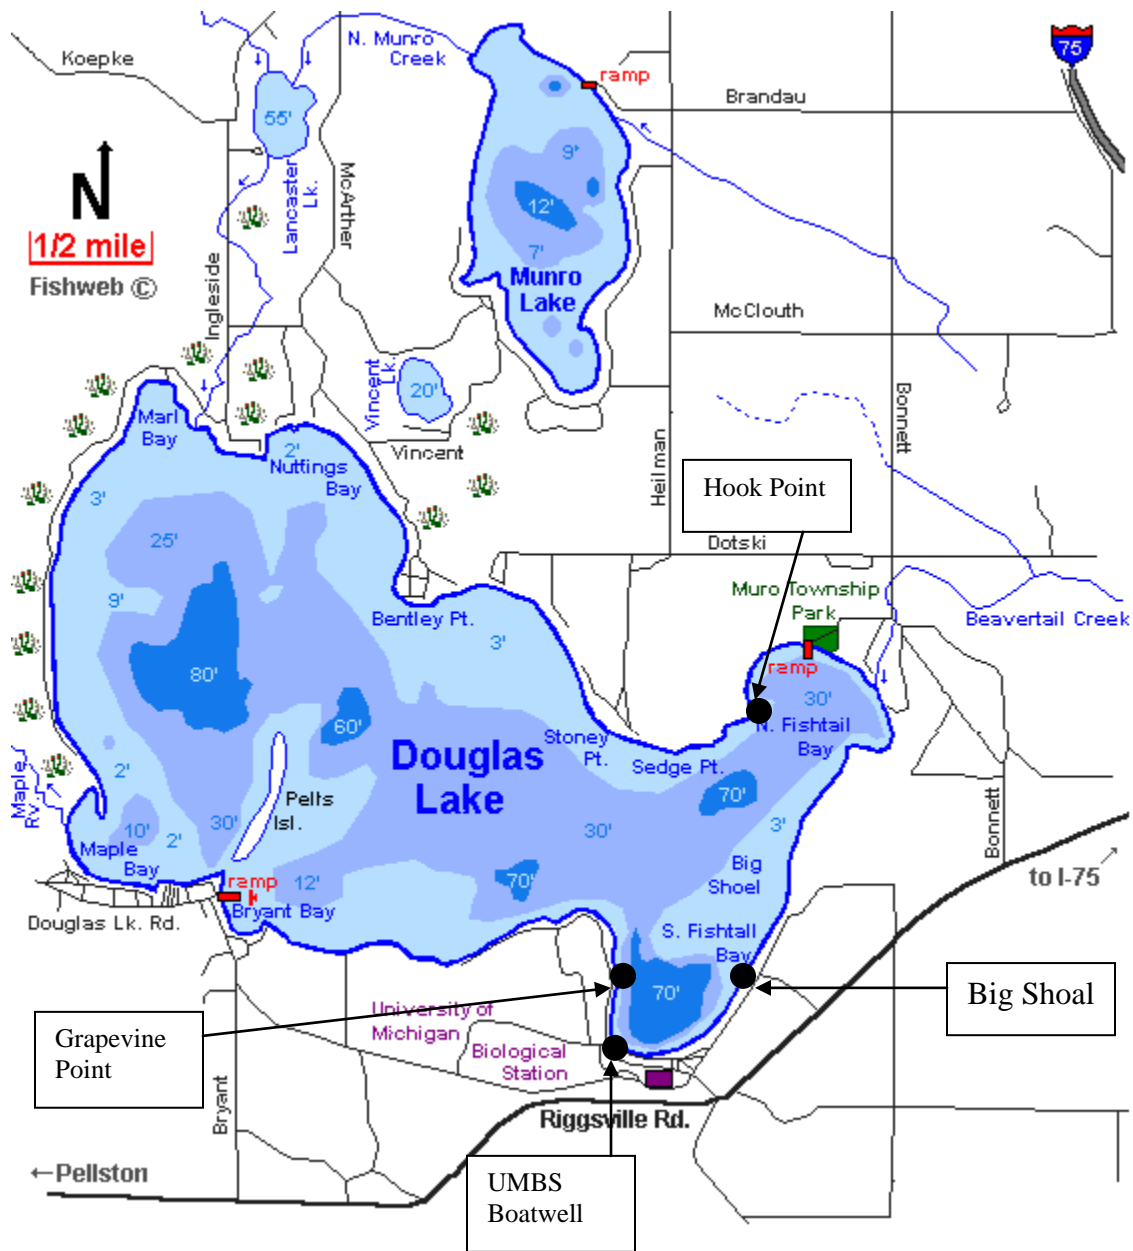 N. Munro
Creek
Koepke
75
ramp
Brandau
55'
9'
N
Lancaster
Lk.
McArther
12'
1/2 mile
7'
Fishweb ©
Munro
Lake
Ingleside
McClouth
Vincent
Lk.
20'
Bonnett
Marl
Bay
2'
Nuttings
Bay
Vincent
Heilman
Hook Point
3'
25'
Dotski
9'
Muro Township
Park
Beavertail Creek
Bentley Pt.
3'
ramp
80'
30'
60'
Stoney
Pt.
N. Fishtail
Bay
Douglas
Lake
Sedge Pt.
2'
Maple
Rv.
Pelts
Isl.
70'
Bonnett
10'
2'
30'
30'
3'
Maple
Bay
Big
Shoel
to I-75
ramp
12'
70'
Douglas Lk. Rd.
Bryant Bay
S. Fishtall
Bay
70'
Big Shoal
University of
Michigan
Grapevine
Point
Biological
Station
Bryant
Riggsville Rd.
←Pellston
UMBS
Boatwell